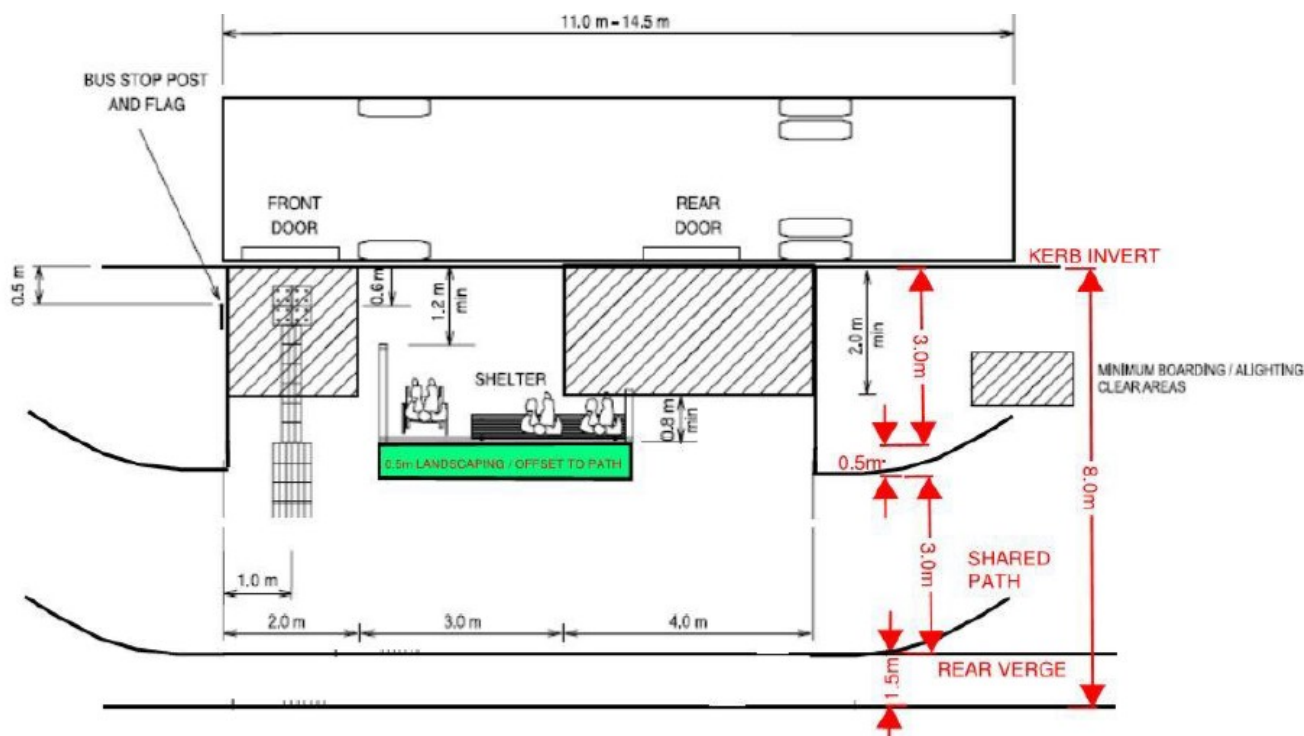 11.0 m – 14.5 m
BUS STOP POST
AND FLAG
FRONT
DOOR
REAR
DOOR
KERB INVERT
0.5 m
0.6 m
1.2 m
min
2.0 m
min
3.0m
SHELTER
MINIMUM BOARDING / ALIGHTING
CLEAR AREAS
0.8 m
min
0.5m LANDSCAPING / OFFSET TO PATH
0.5m
8.0m
3.0m
SHARED
PATH
1.0 m
2.0 m
3.0 m
4.0 m
REAR VERGE
1.5m